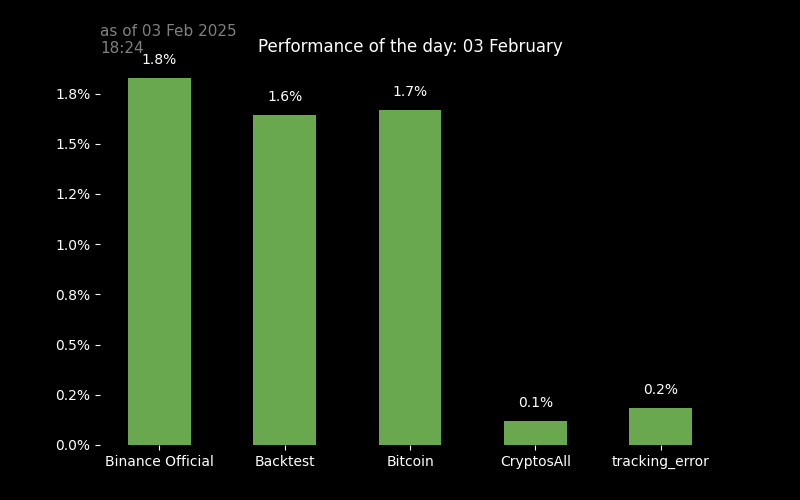 as of 03 Feb 2025
18:24
Performance of the day: 03 February
1.8%
1.6%
1.7%
0.1%
0.2%
1.8%
1.5%
1.2%
1.0%
0.8%
0.5%
0.2%
0.0%
Binance Official
Backtest
Bitcoin
CryptosAll
tracking_error